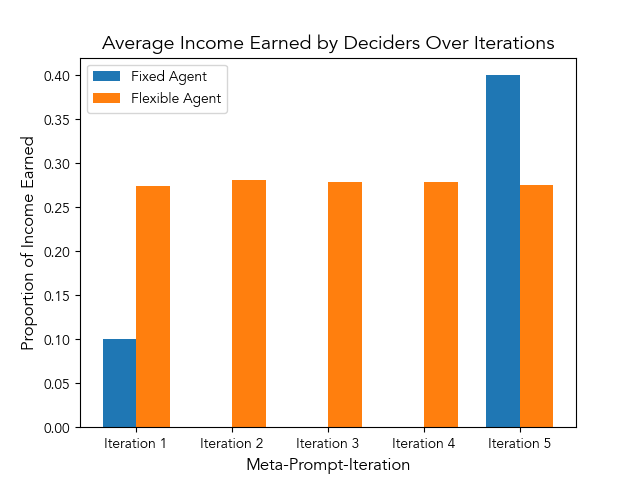 Average Income Earned by Deciders Over Iterations
Fixed Agent
Flexible Agent
Proportion of Income Earned
0.40
0.35
0.30
0.25
0.20
0.15
0.10
0.05
0.00
Iteration 1 Iteration 2 Iteration 3 Iteration 4 Iteration 5
Meta-Prompt-Iteration